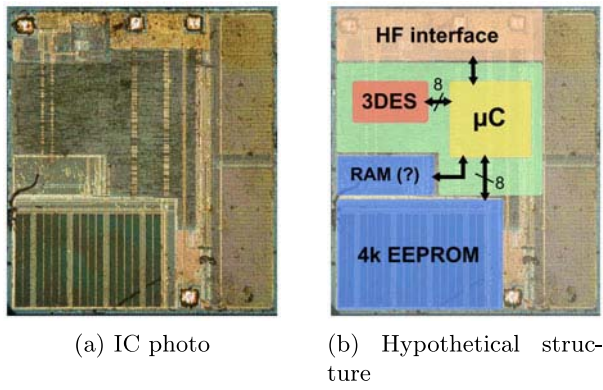 HF interface
8
3DES
µC
RAM (?)
8
4k EEPROM
(a) IC photo
(b) Hypothetical struc-
ture